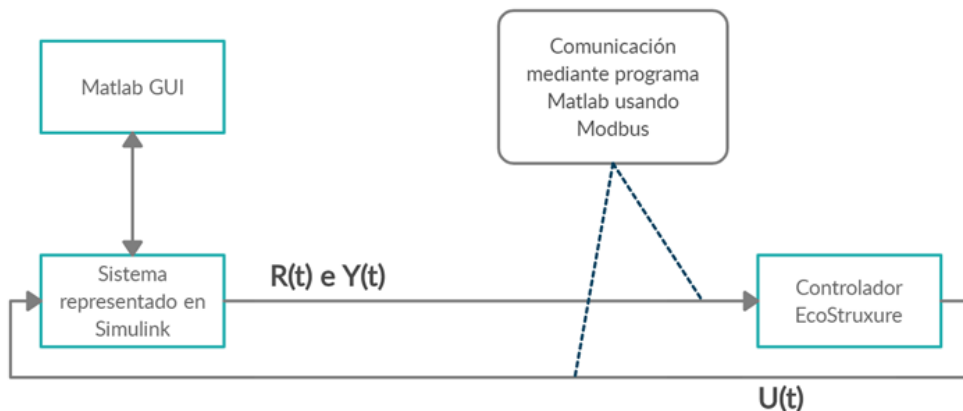 Matlab GUI
Comunicación
mediante programa
Matlab usando
Modbus
Sistema
representado en
Simulink
R(t) e Y(t)
Controlador
EcoStruxure
U(t)